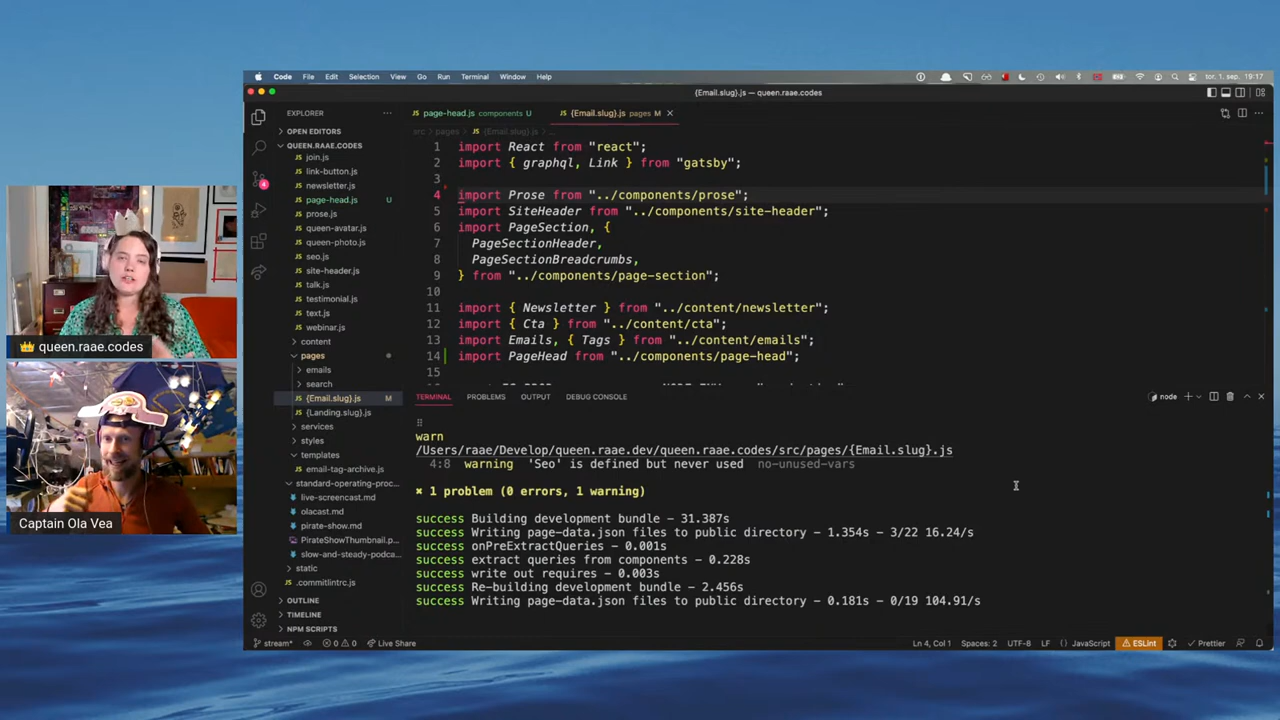 Code File Edit Selection View Go Run Terminal Window Help tor. 1. sep. 19:17
{Email.slug}.js — queen.raae.codes
EXPLORER
OPEN EDITORS
QUEEN.RAAE.CODES
join.js
link-button.js
newsletter.js
page-head.js U
prose.js
queen-avatar.js
queen-photo.js
seo.js
site-header.js
talk.js
testimonial.js
text.js
webinar.js
content
pages
emails
search
{Email.slug}.js M
{Landing.slug}.js
services
styles
templates
email-tag-archive.js
standard-operating-proc...
live-screencast.md
olacast.md
pirate-show.md
PirateShowThumbnail.p...
slow-and-steady-podca...
static
.commitlintrc.js
OUTLINE
TIMELINE
NPM SCRIPTS
4
page-head.js components U {Email.slug}.js pages M
src > pages > {Email.slug}.js > ...
1 import React from "react";
2 import { graphql, Link } from "gatsby";
3
4 import Prose from "../components/prose";
5 import SiteHeader from "../components/site-header";
6 import PageSection, {
7 PageSectionHeader,
8 PageSectionBreadcrumbs,
9 } from "../components/page-section";
10
11 import { Newsletter } from "../content/newsletter";
12 import { Cta } from "../content/cta";
13 import Emails, { Tags } from "../content/emails";
14 import PageHead from "../components/page-head";
15
TERMINAL PROBLEMS OUTPUT DEBUG CONSOLE node
warn
/Users/raae/Develop/queen.raae.dev/queen.raae.codes/src/pages/{Email.slug}.js
4:8 warning 'Seo' is defined but never used no-unused-vars
✖ 1 problem (0 errors, 1 warning)
success Building development bundle – 31.387s
success Writing page-data.json files to public directory – 1.354s – 3/22 16.24/s
success onPreExtractQueries – 0.001s
success extract queries from components – 0.228s
success write out requires – 0.003s
success Re-building development bundle – 2.456s
success Writing page-data.json files to public directory – 0.181s – 0/19 104.91/s
stream* 0 0 Live Share Ln 4, Col 1 Spaces: 2 UTF-8 LF {} JavaScript ESLint Prettier
queen.raae.codes
Captain Ola Vea